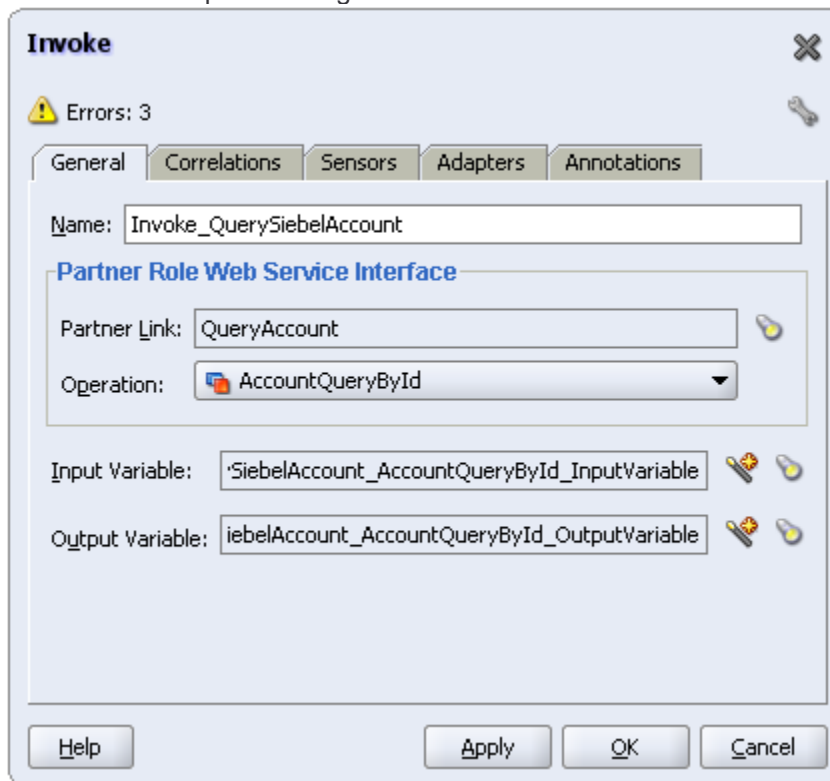 Invoke
Errors: 3
General Correlations Sensors Adapters Annotations
Name: Invoke_QuerySiebelAccount
Partner Role Web Service Interface
Partner Link: QueryAccount
Operation: AccountQueryById
Input Variable: SiebelAccount_AccountQueryById_InputVariable
Output Variable: iebelAccount_AccountQueryById_OutputVariable
Help Apply OK Cancel